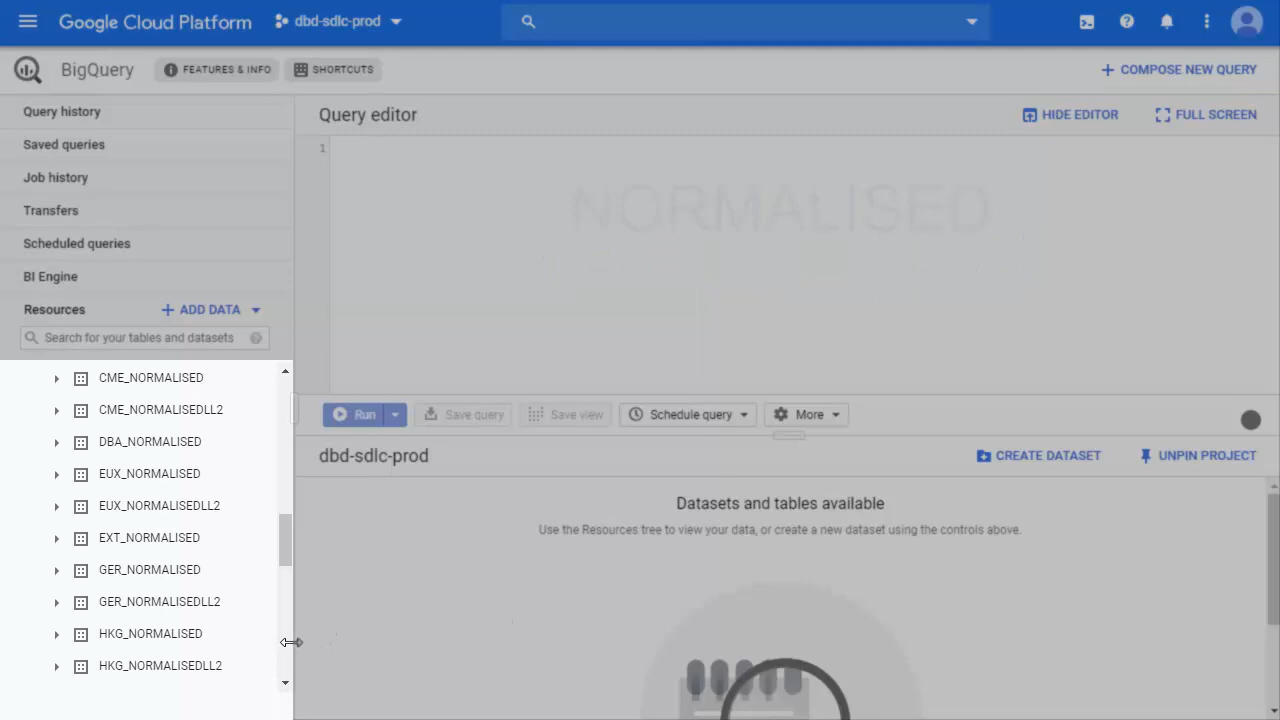 Google Cloud Platform
dbd-sdlc-prod
BigQuery
FEATURES & INFO
SHORTCUTS
COMPOSE NEW QUERY
Query history
Saved queries
Job history
Transfers
Scheduled queries
BI Engine
Resources
ADD DATA
Search for your tables and datasets
CME_NORMALISED
CME_NORMALISEDLL2
DBA_NORMALISED
EUX_NORMALISED
EUX_NORMALISEDLL2
EXT_NORMALISED
GER_NORMALISED
GER_NORMALISEDLL2
HKG_NORMALISED
HKG_NORMALISEDLL2
Query editor
HIDE EDITOR
FULL SCREEN
1
NORMALISED
Run
Save query
Save view
Schedule query
More
dbd-sdlc-prod
CREATE DATASET
UNPIN PROJECT
Datasets and tables available
Use the Resources tree to view your data, or create a new dataset using the controls above.